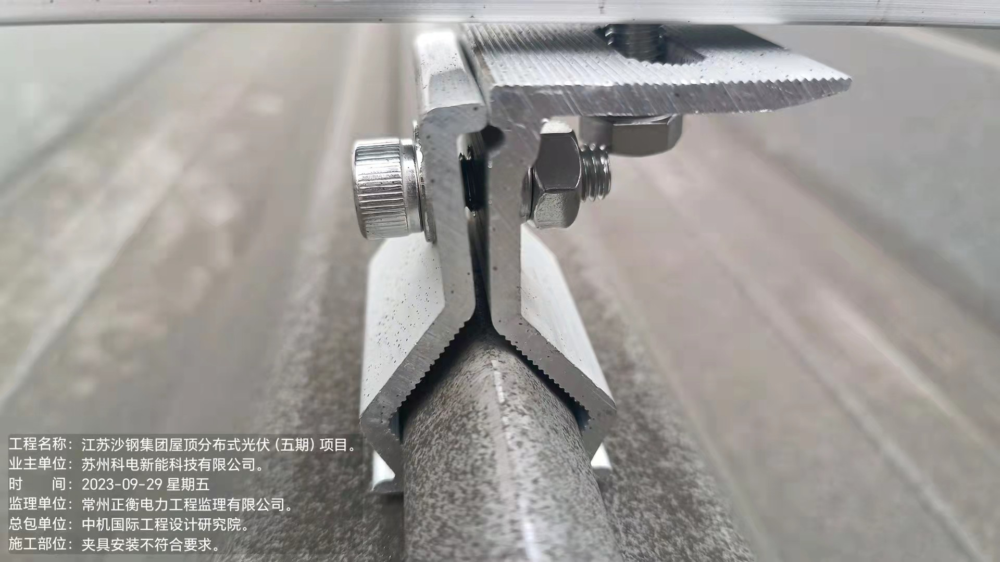 工程名称：江苏沙钢集团屋顶分布式光伏（五期）项目。
业主单位：苏州科电新能科技有限公司。
时　　间：2023-09-29 星期五
监理单位：常州正衡电力工程监理有限公司。
总包单位：中机国际工程设计研究院。
施工部位：夹具安装不符合要求。